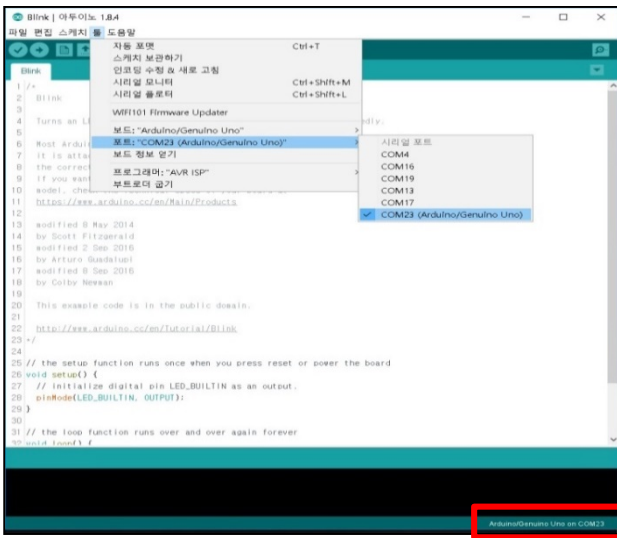 Blink | 아두이노 1.8.4
파일 편집 스케치 툴 도움말
Blink
자동 포맷 Ctrl+T
스케치 보관하기
인코딩 수정 & 새로 고침
시리얼 모니터 Ctrl+Shift+M
시리얼 플로터 Ctrl+Shift+L
WiFi101 Firmware Updater
보드: "Arduino/Genuino Uno"
포트: "COM23 (Arduino/Genuino Uno)"
보드 정보 얻기
프로그래머: "AVR ISP"
부트로더 굽기
시리얼 포트
COM4
COM16
COM19
COM13
COM17
COM23 (Arduino/Genuino Uno)
1 /*
2 Blink
3
4 Turns an dly.
5
6 Most
7 it is
8 the correct
9 If you want
10 model, check
11 https://www.arduino.cc/en/Main/Products
12
13 modified 8 May 2014
14 by Scott Fitzgerald
15 modified 2 Sep 2016
16 by Arturo Guadalupi
17 modified 8 Sep 2016
18 by Colby Newman
19
20 This example code is in the public domain.
21
22 http://www.arduino.cc/en/Tutorial/Blink
23 */
24
25 // the setup function runs once when you press reset or power the board
26 void setup() {
27 // initialize digital pin LED_BUILTIN as an output.
28 pinMode(LED_BUILTIN, OUTPUT);
29 }
30
31 // the loop function runs over and over again forever
32 void loop() {
Arduino/Genuino Uno on COM23